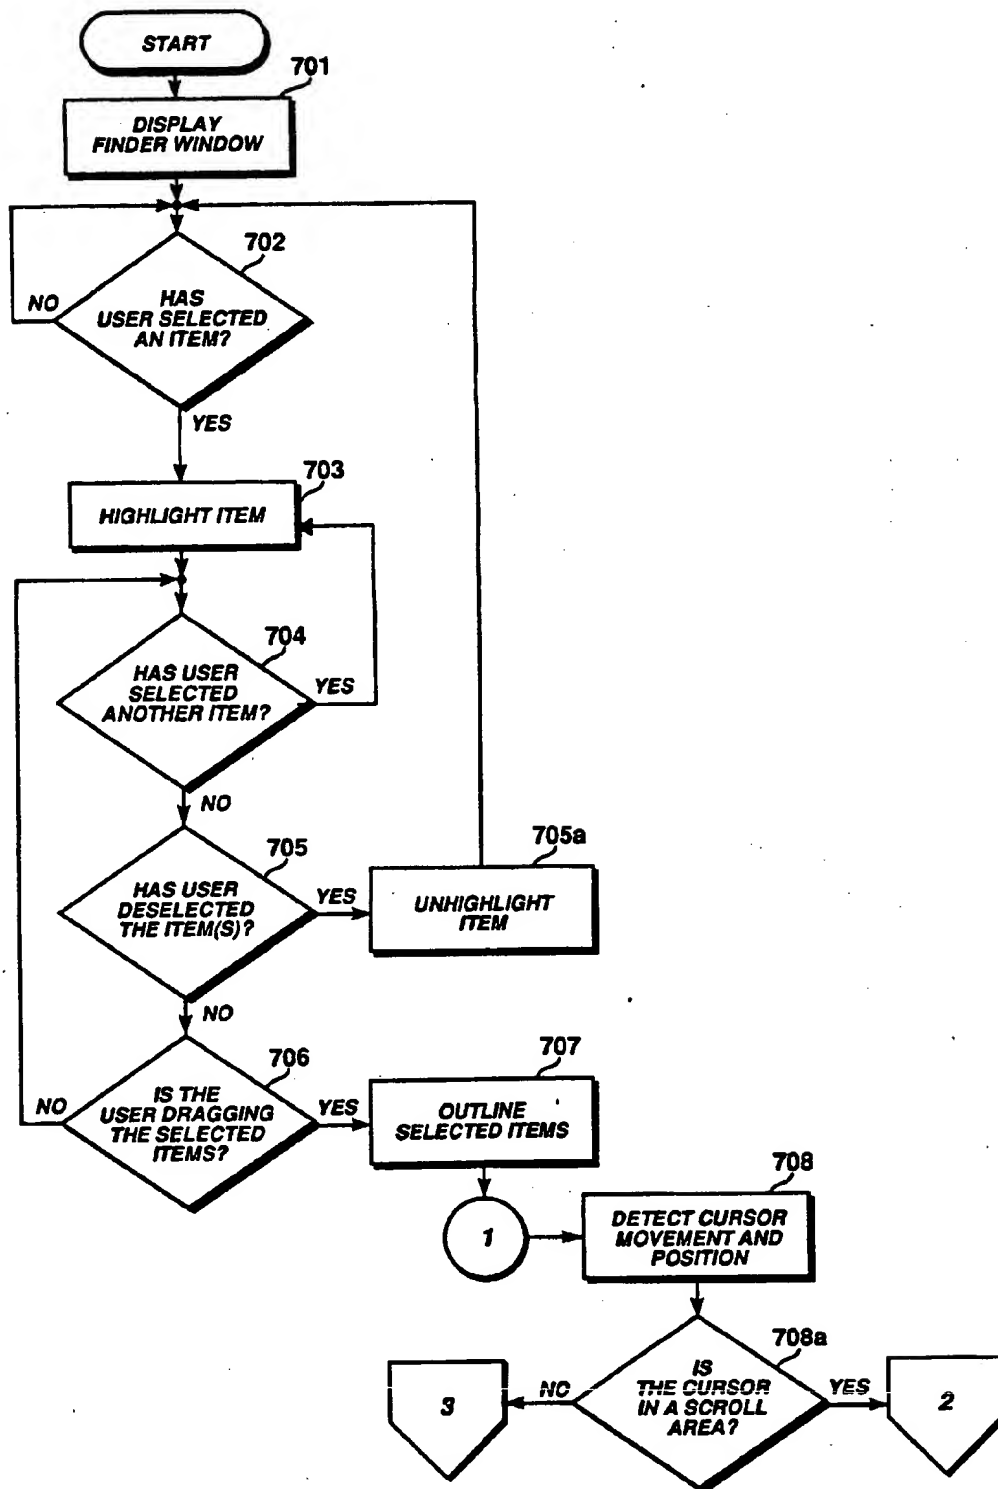 START
701
DISPLAY
FINDER WINDOW
702
HAS
USER SELECTED
AN ITEM?
NO
YES
703
HIGHLIGHT ITEM
704
HAS USER
SELECTED
ANOTHER ITEM?
YES
NO
705
HAS USER
DESELECTED
THE ITEM(S)?
YES
705a
UNHIGHLIGHT
ITEM
NO
706
IS THE
USER DRAGGING
THE SELECTED
ITEMS?
NO
YES
707
OUTLINE
SELECTED ITEMS
1
708
DETECT CURSOR
MOVEMENT AND
POSITION
708a
IS
THE CURSOR
IN A SCROLL
AREA?
NO
3
YES
2